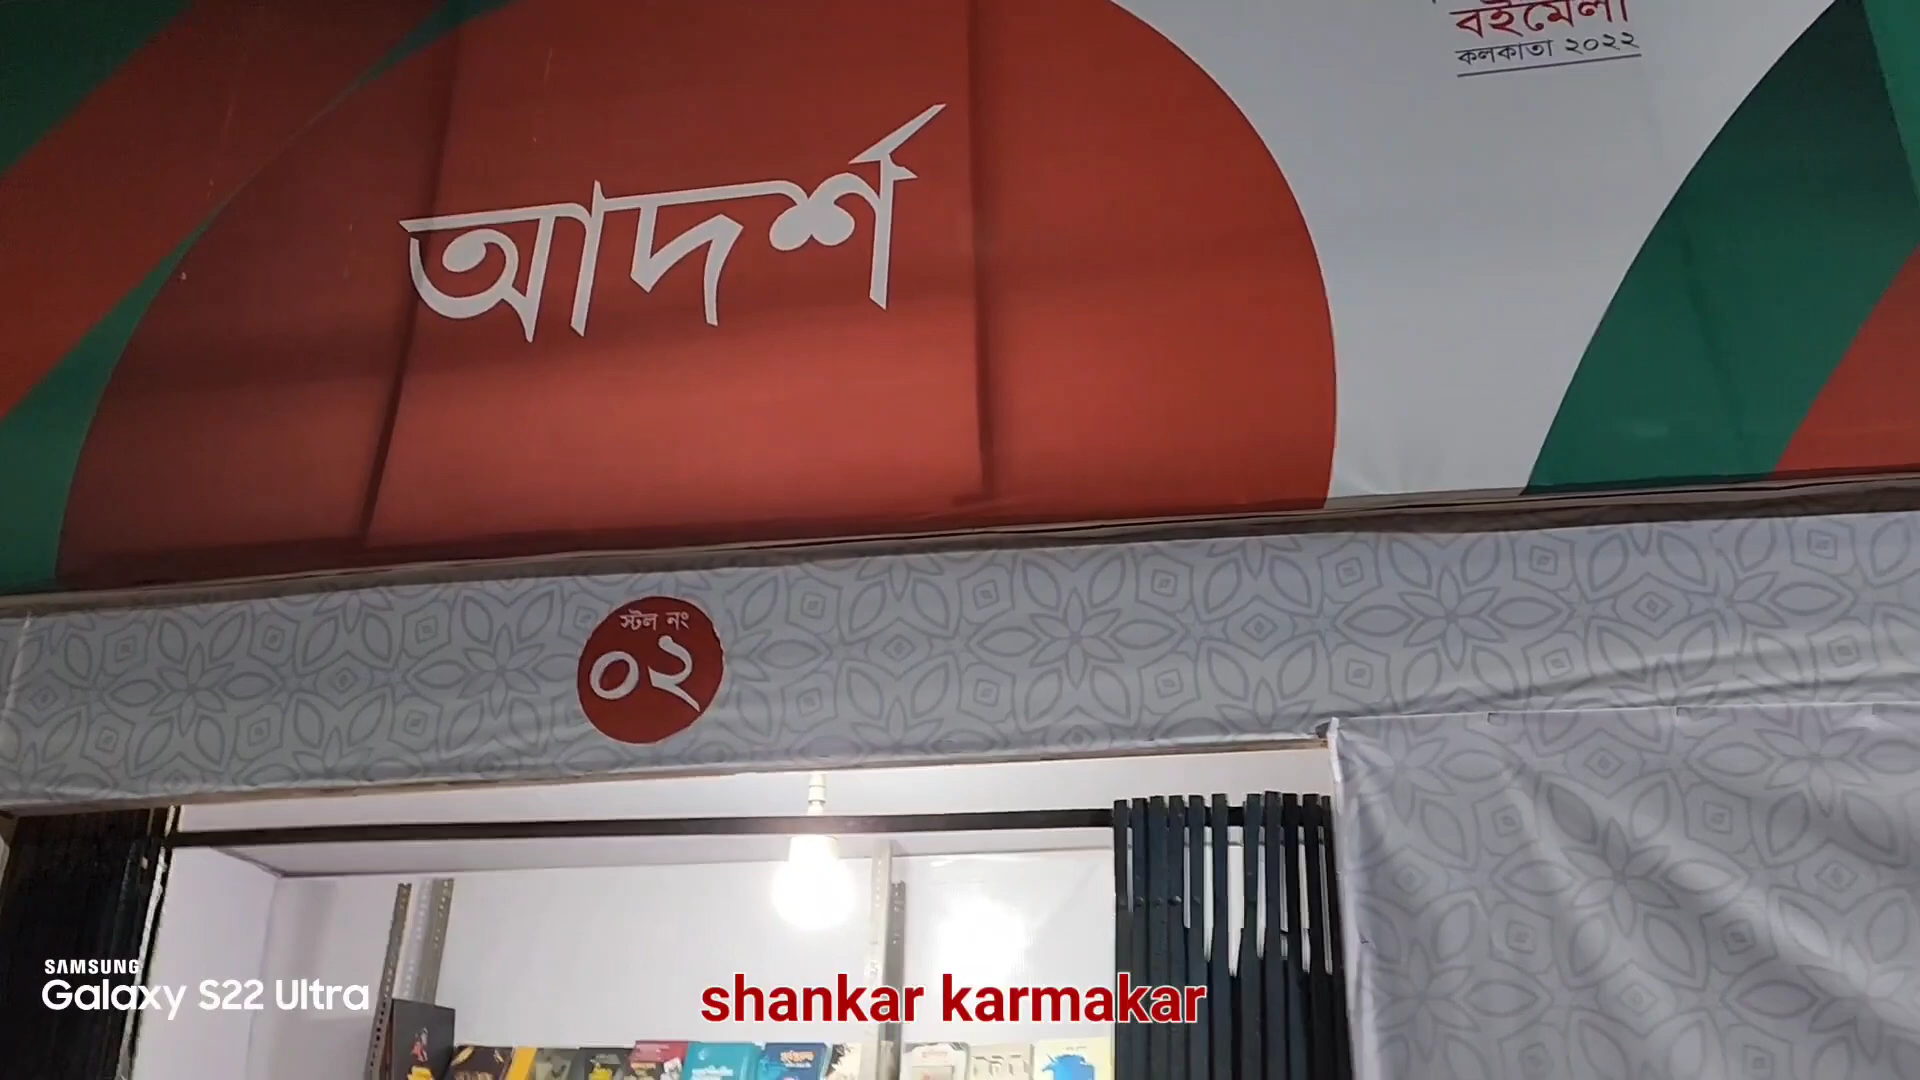 বইমেলা
কলকাতা ২০২২
আদর্শ
স্টল নং
০২
SAMSUNG
Galaxy S22 Ultra
shankar karmakar